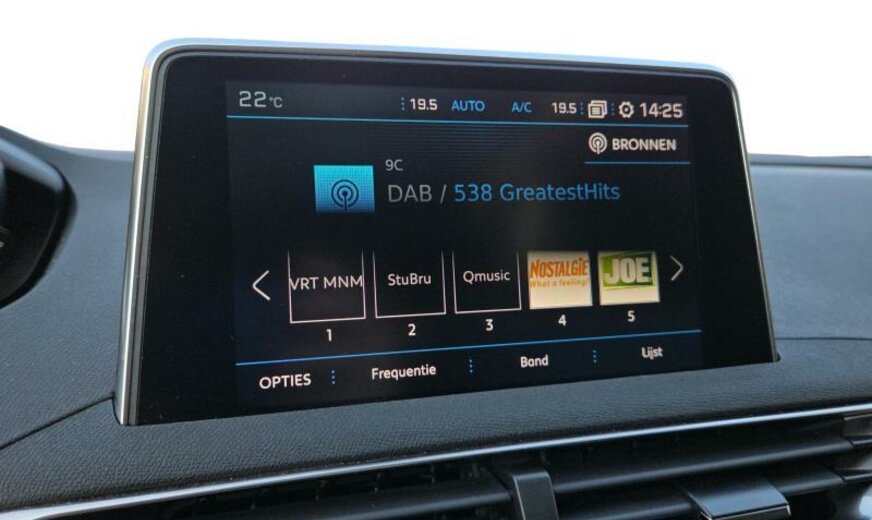 22°C 19.5 AUTO A/C 19.5 14:25
BRONNEN
9C
DAB / 538 GreatestHits
VRT MNM StuBru Qmusic NOSTALGIE JOE
What a feeling!
1 2 3 4 5
OPTIES Frequentie Band Lijst